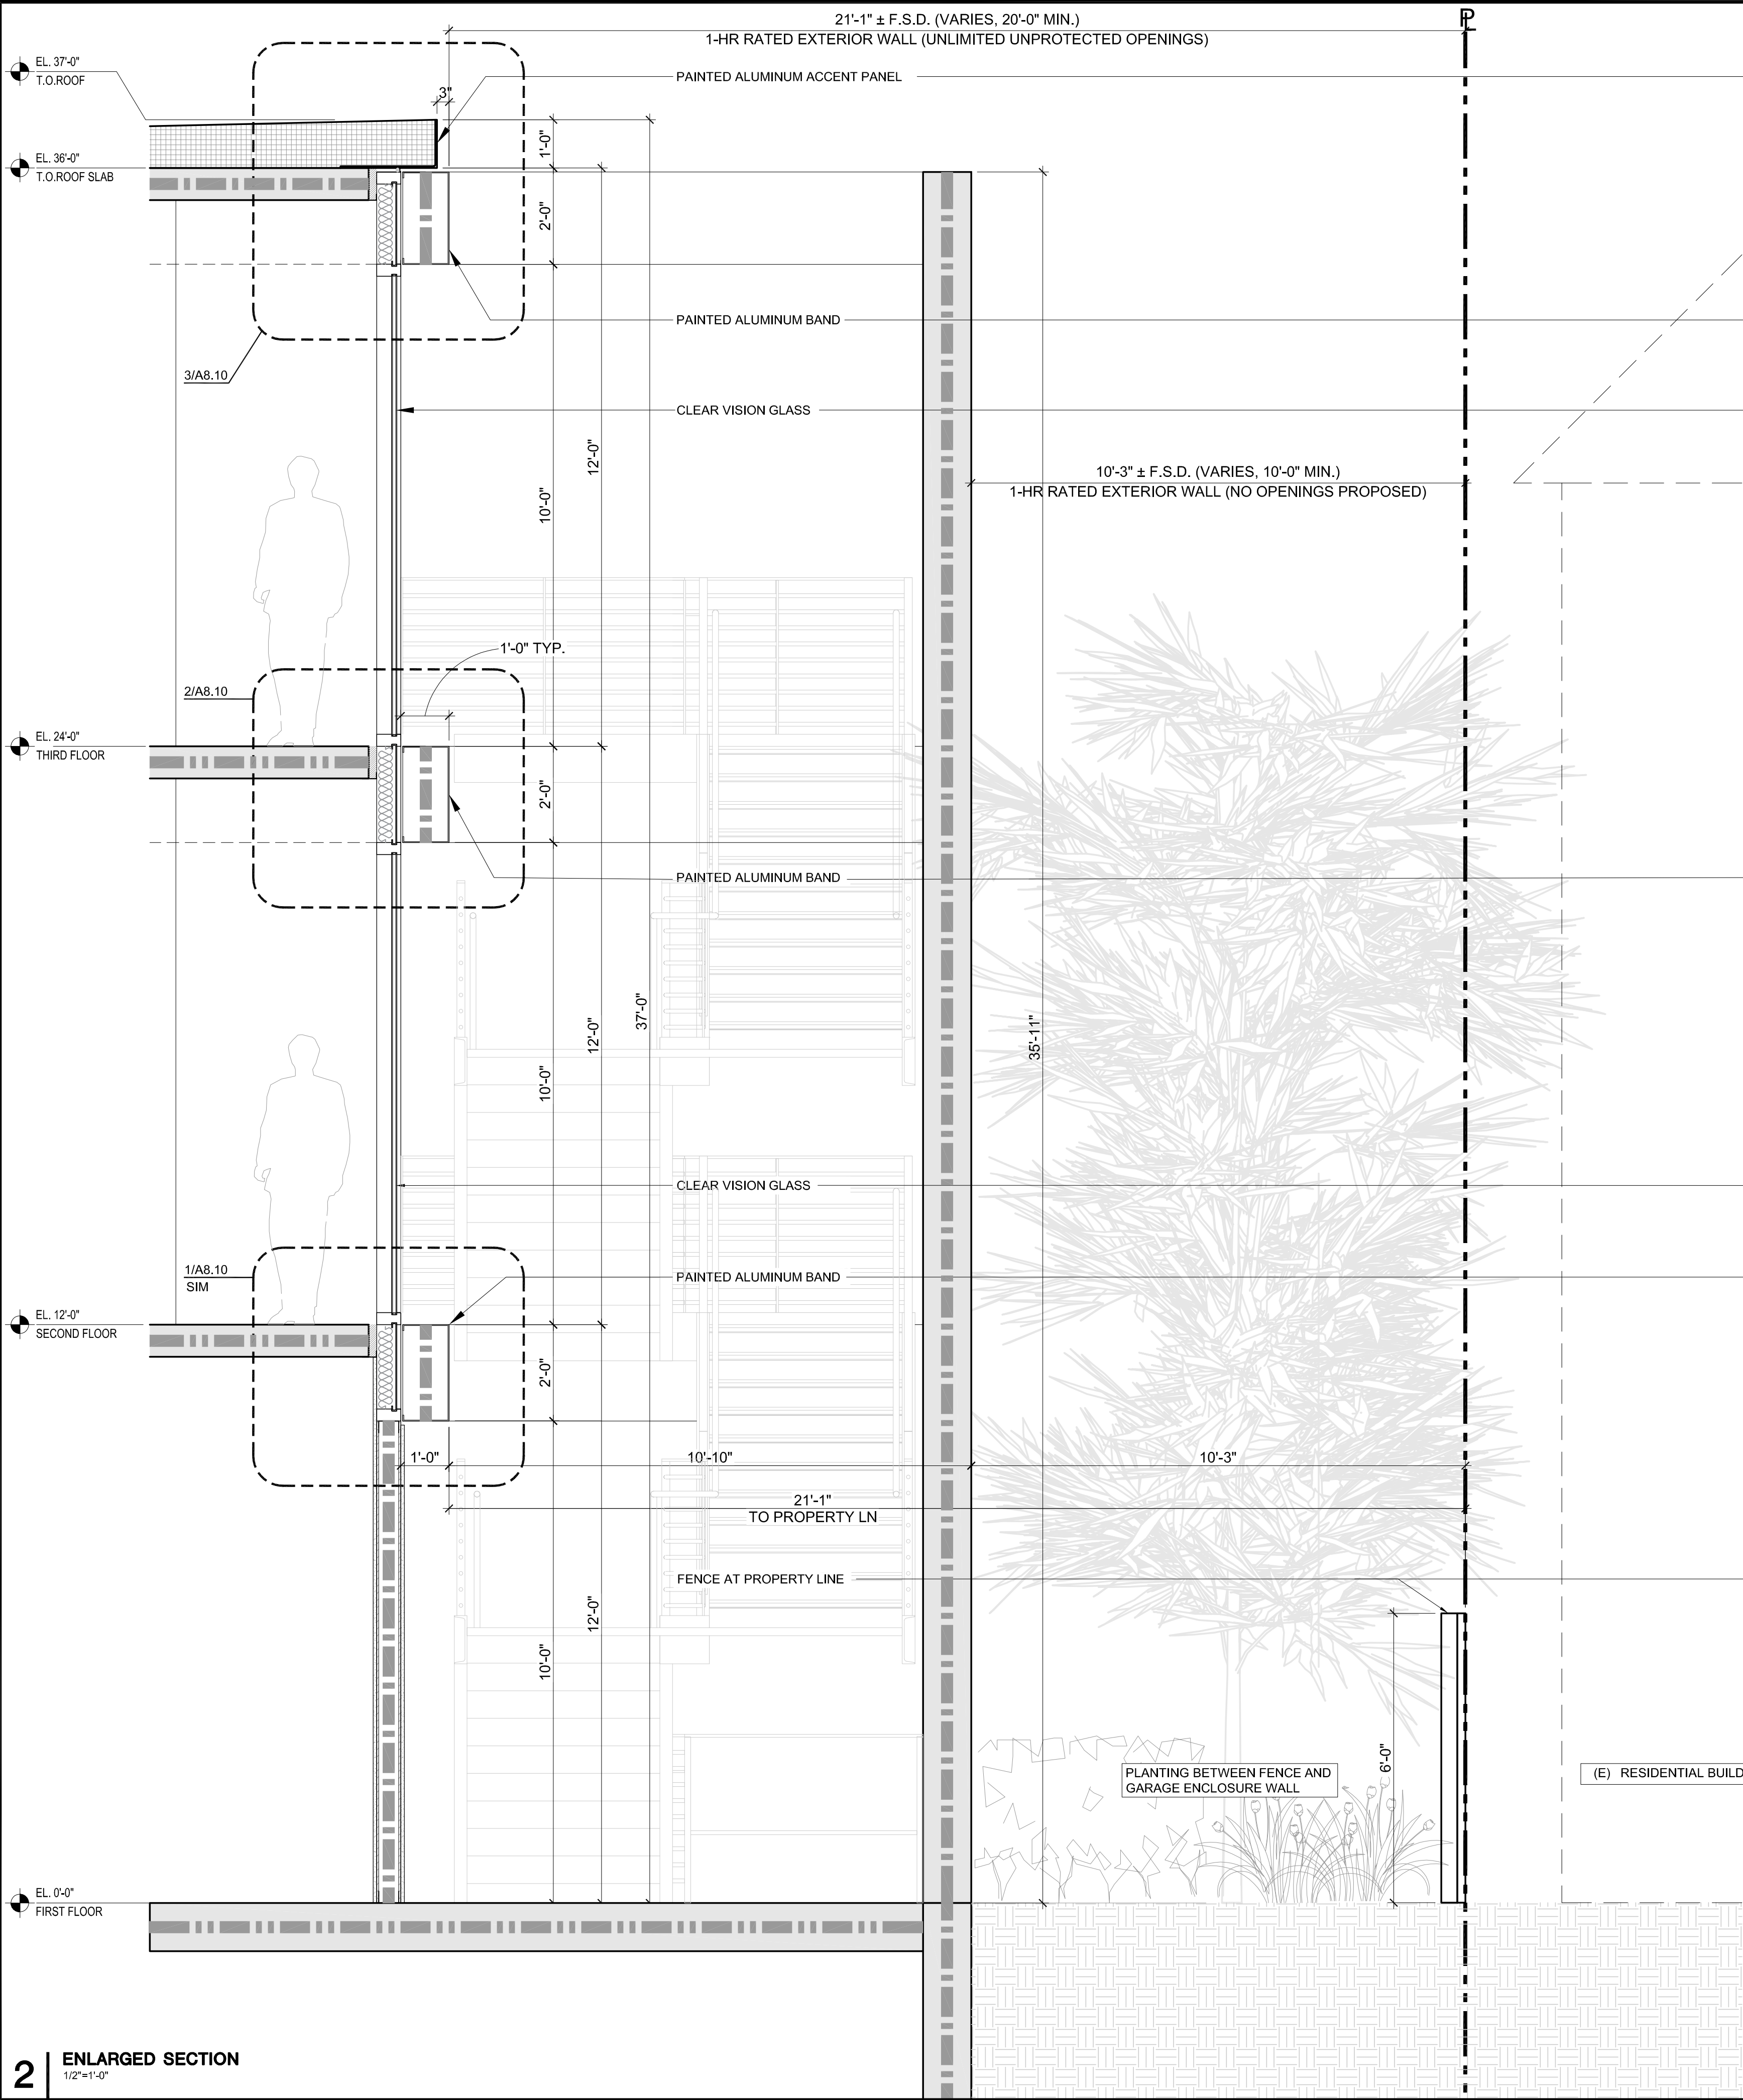 21'-1" ± F.S.D. (VARIES, 20'-0" MIN.)
1-HR RATED EXTERIOR WALL (UNLIMITED UNPROTECTED OPENINGS)
PL
EL. 37'-0"
T.O.ROOF
PAINTED ALUMINUM ACCENT PANEL
3"
1'-0"
EL. 36'-0"
T.O.ROOF SLAB
2'-0"
PAINTED ALUMINUM BAND
3/A8.10
CLEAR VISION GLASS
12'-0"
10'-3" ± F.S.D. (VARIES, 10'-0" MIN.)
1-HR RATED EXTERIOR WALL (NO OPENINGS PROPOSED)
10'-0"
1'-0" TYP.
2/A8.10
EL. 24'-0"
THIRD FLOOR
2'-0"
PAINTED ALUMINUM BAND
37'-0"
12'-0"
35'-11"
10'-0"
CLEAR VISION GLASS
1/A8.10
SIM
PAINTED ALUMINUM BAND
EL. 12'-0"
SECOND FLOOR
2'-0"
1'-0"
10'-10"
10'-3"
21'-1"
TO PROPERTY LN
FENCE AT PROPERTY LINE
12'-0"
10'-0"
6'-0"
PLANTING BETWEEN FENCE AND
GARAGE ENCLOSURE WALL
(E) RESIDENTIAL BUILD
EL. 0'-0"
FIRST FLOOR
2
ENLARGED SECTION
1/2"=1'-0"